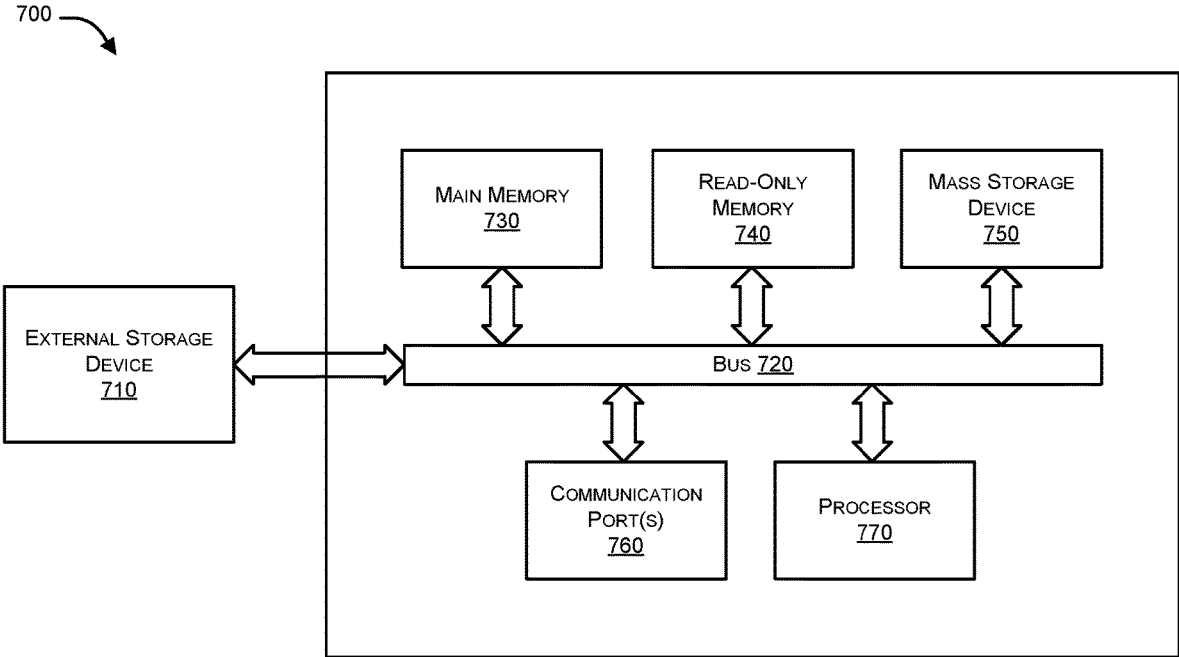 700
MAIN MEMORY
730
READ-ONLY
MEMORY
740
MASS STORAGE
DEVICE
750
EXTERNAL STORAGE
DEVICE
710
BUS 720
COMMUNICATION
PORT(S)
760
PROCESSOR
770